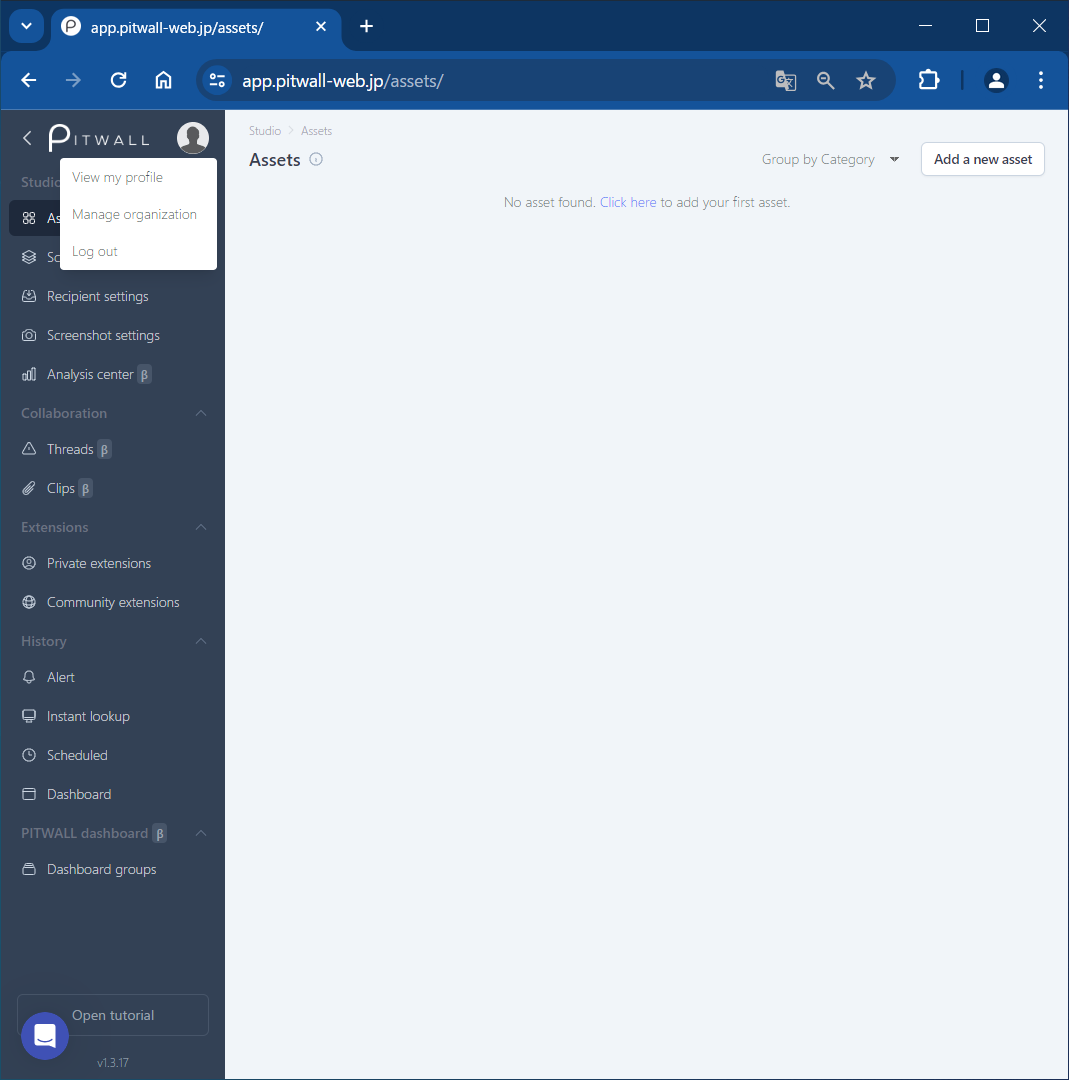 app.pitwall-web.jp/assets/
app.pitwall-web.jp/assets/
PITWALL
View my profile
Manage organization
Log out
Studio
As
Sc
Recipient settings
Screenshot settings
Analysis center β
Collaboration
Threads β
Clips β
Extensions
Private extensions
Community extensions
History
Alert
Instant lookup
Scheduled
Dashboard
PITWALL dashboard β
Dashboard groups
Open tutorial
v1.3.17
Studio > Assets
Assets
Group by Category
Add a new asset
No asset found. Click here to add your first asset.